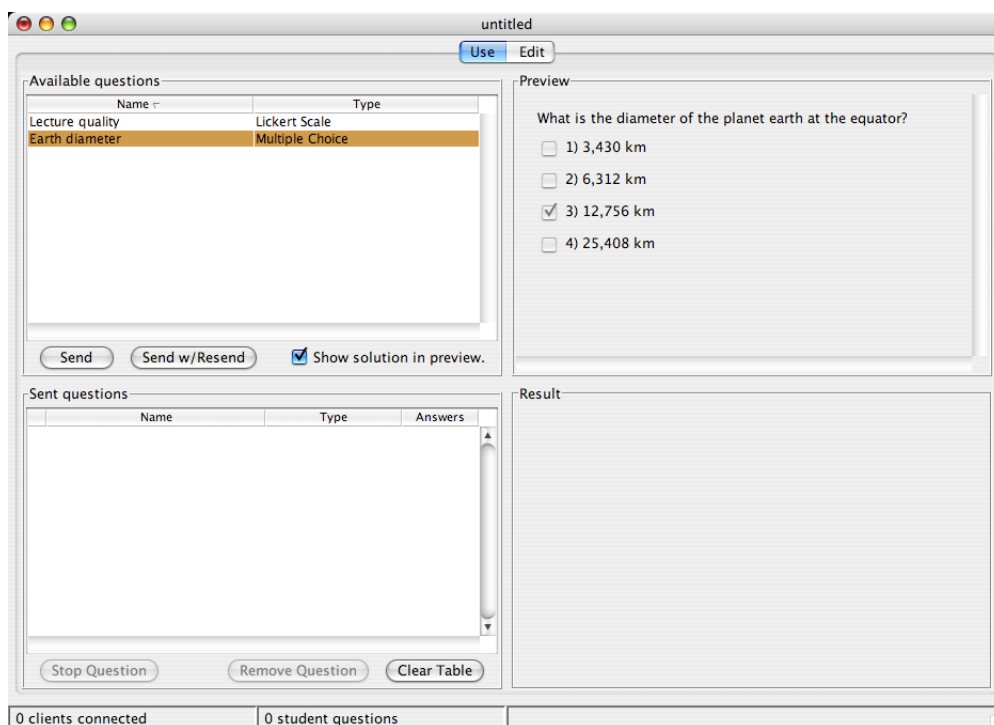 untitled
Use Edit
Available questions
Name Type
Lecture quality Lickert Scale
Earth diameter Multiple Choice
Send Send w/Resend Show solution in preview.
Preview
What is the diameter of the planet earth at the equator?
1) 3,430 km
2) 6,312 km
3) 12,756 km
4) 25,408 km
Sent questions
Name Type Answers
Stop Question Remove Question Clear Table
Result
0 clients connected 0 student questions